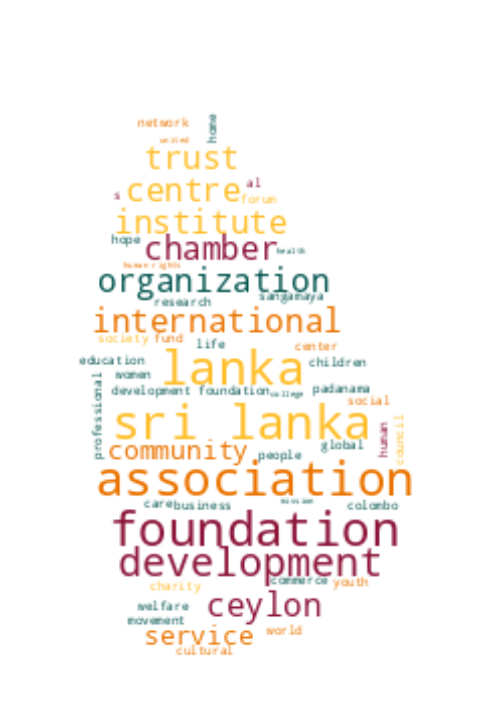 network
home
united
trust
centre
al
s
forum
institute
hope
chamber
health
human rights
organization
sangamaya
research
international
society fund
life
center
education
lanka
children
women
professional
development foundation
college
padanama
social
sri lanka
council
human
community
global
people
association
care
business
mission
colombo
foundation
development
commerce
youth
charity
ceylon
welfare
movement
service
world
cultural